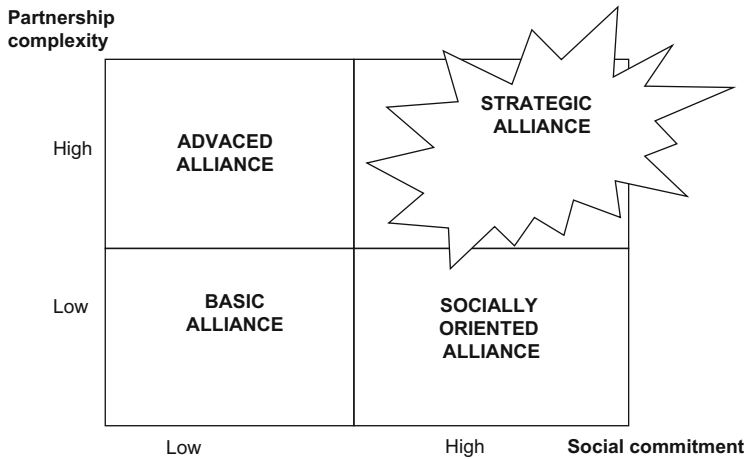 Partnership
complexity
STRATEGIC
ALLIANCE
High
ADVACED
ALLIANCE
Low
BASIC
ALLIANCE
SOCIALLY
ORIENTED
ALLIANCE
Low
High
Social commitment